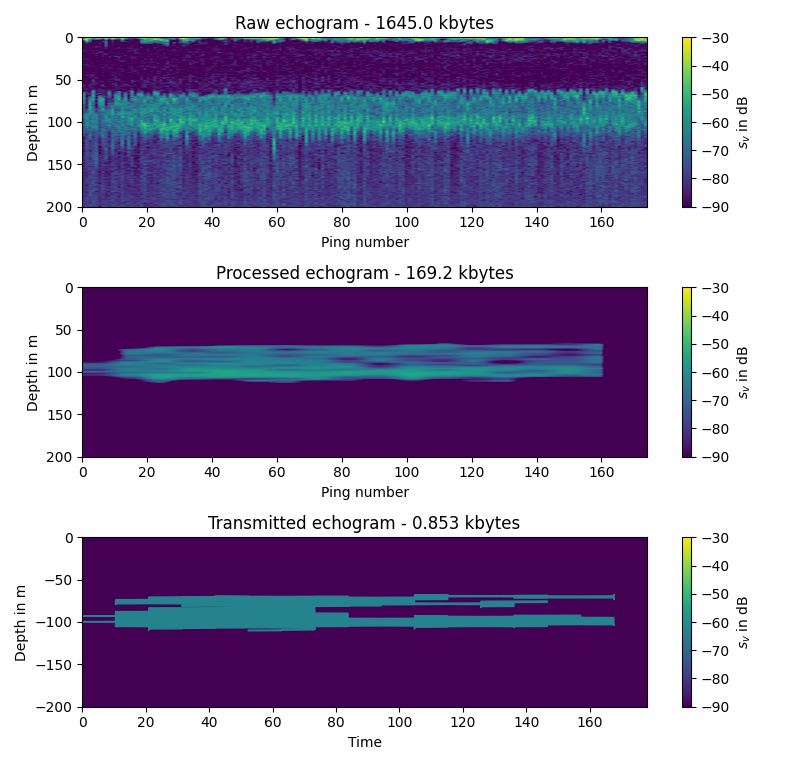 Raw echogram - 1645.0 kbytes
0
50
100
150
200
Depth in m
0 20 40 60 80 100 120 140 160
Ping number
−30
−40
−50
−60
−70
−80
−90
sᵥ in dB
Processed echogram - 169.2 kbytes
0
50
100
150
200
Depth in m
0 20 40 60 80 100 120 140 160
Ping number
−30
−40
−50
−60
−70
−80
−90
sᵥ in dB
Transmitted echogram - 0.853 kbytes
0
−50
−100
−150
−200
Depth in m
0 20 40 60 80 100 120 140 160
Time
−30
−40
−50
−60
−70
−80
−90
sᵥ in dB